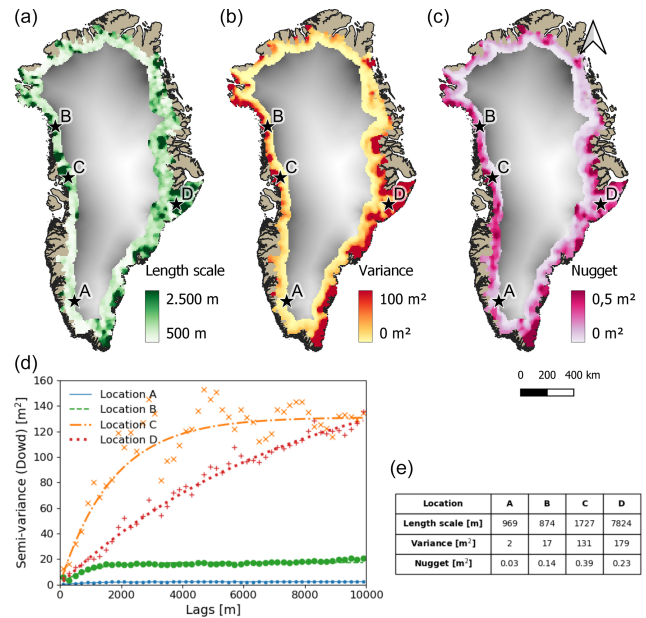 (a)
(b)
(c)
B
C
D
A
Length scale
2.500 m
500 m
B
C
D
A
Variance
100 m²
0 m²
B
C
D
A
Nugget
0,5 m²
0 m²
0 200 400 km
(d)
Semi-variance (Dowd) [m²]
160
140
120
100
80
60
40
20
0
Location A
Location B
Location C
Location D
0 2000 4000 6000 8000 10000
Lags [m]
(e)
Location A B C D
Length scale [m] 969 874 1727 7824
Variance [m²] 2 17 131 179
Nugget [m²] 0.03 0.14 0.39 0.23